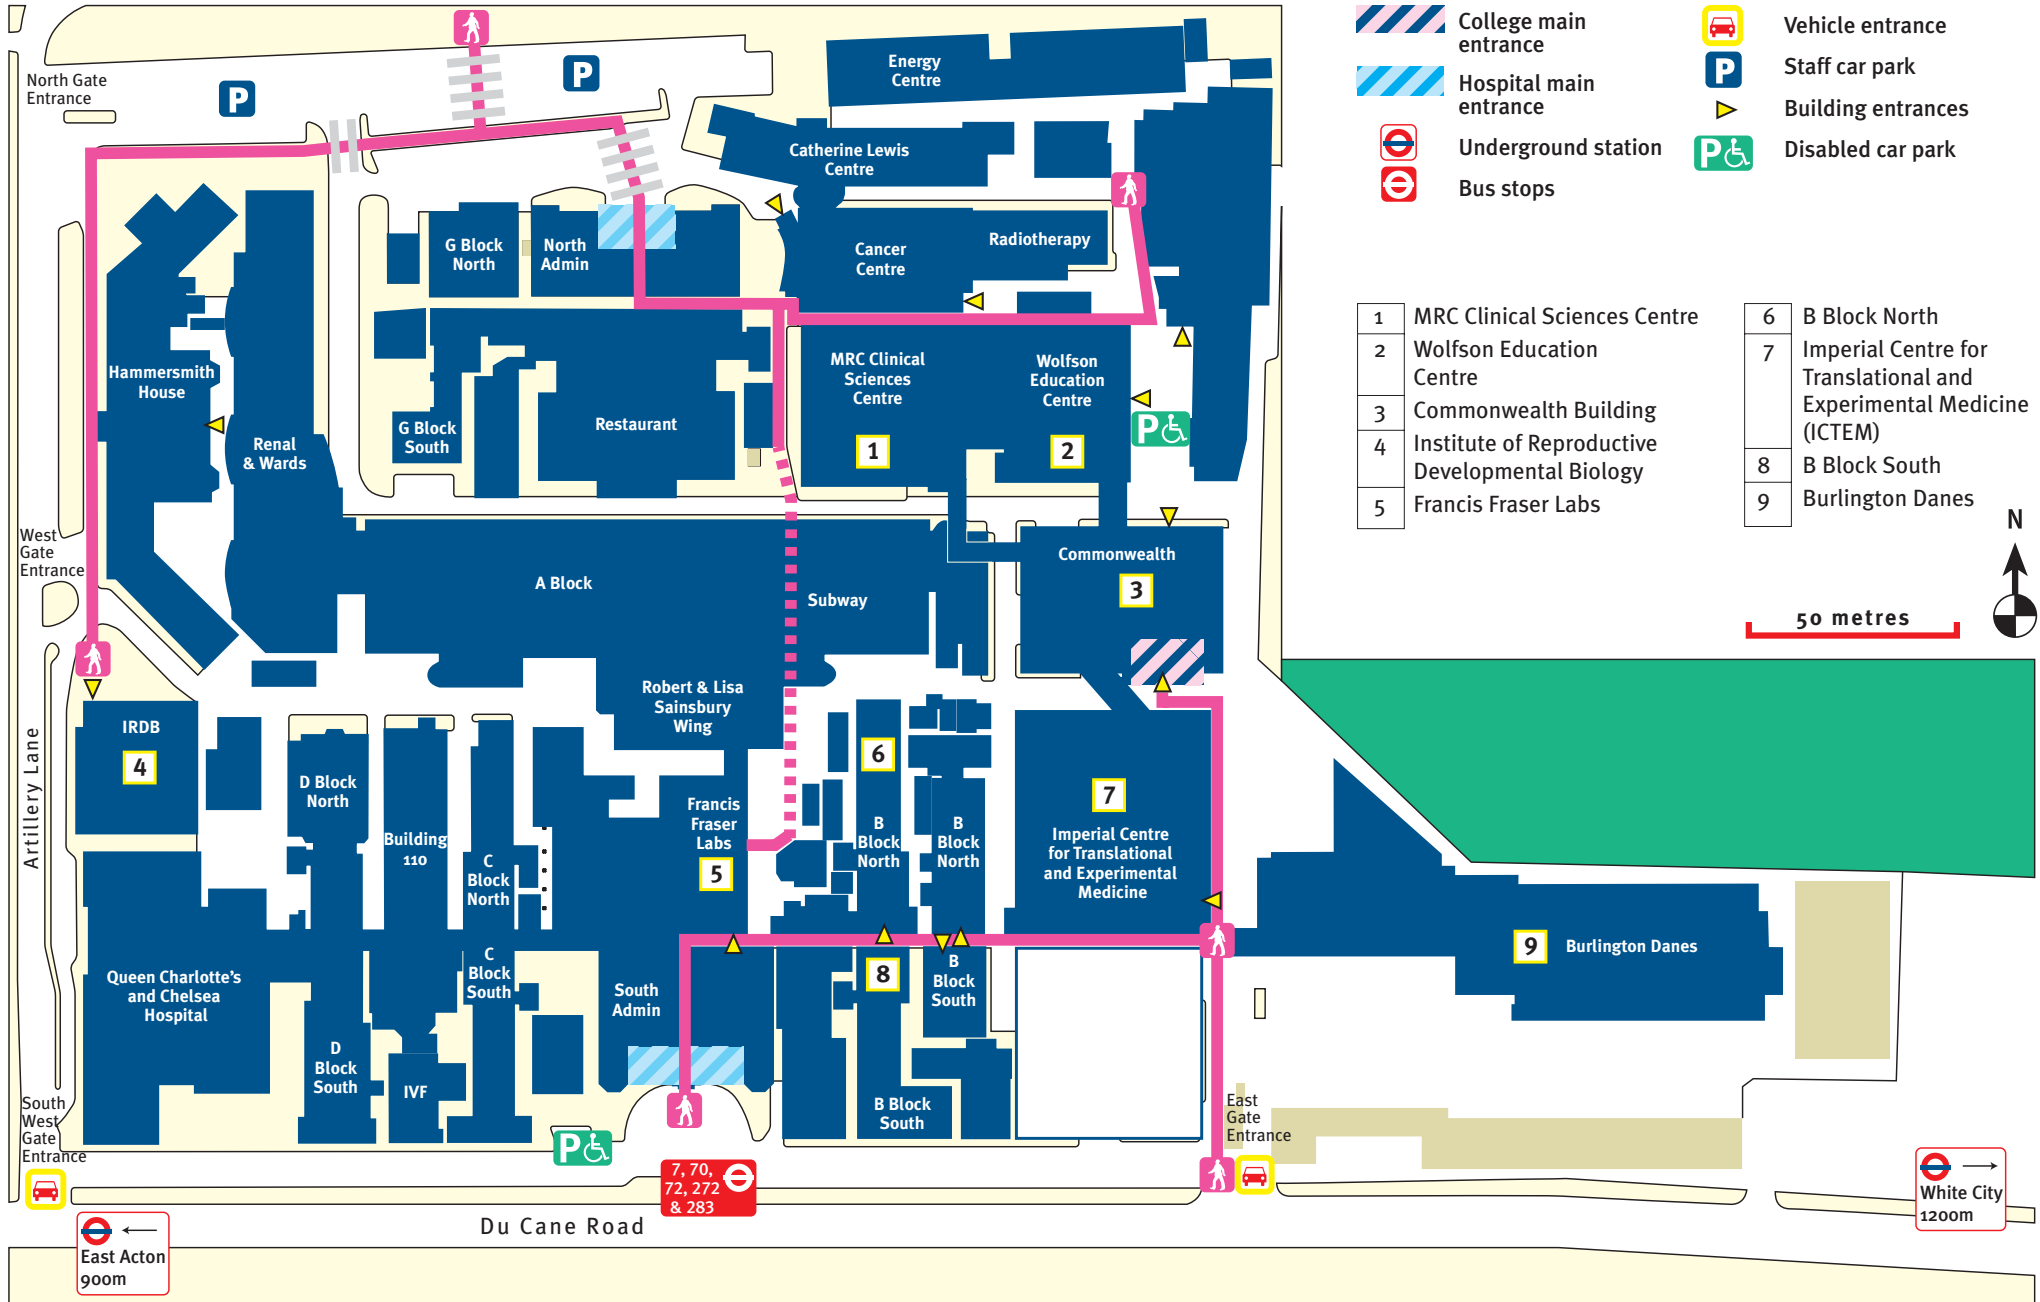 College main
entrance
Hospital main
entrance
Underground station
Bus stops
Vehicle entrance
P
Staff car park
Building entrances
P
Disabled car park
1 MRC Clinical Sciences Centre
2 Wolfson Education
Centre
3 Commonwealth Building
4 Institute of Reproductive
Developmental Biology
5 Francis Fraser Labs
6 B Block North
7 Imperial Centre for
Translational and
Experimental Medicine
(ICTEM)
8 B Block South
9 Burlington Danes
N
50 metres
North Gate
Entrance
P
P
Energy
Centre
Catherine Lewis
Centre
G Block
North
North
Admin
Cancer
Centre
Radiotherapy
Hammersmith
House
Renal
& Wards
G Block
South
Restaurant
MRC Clinical
Sciences
Centre
1
Wolfson
Education
Centre
2
P
West
Gate
Entrance
A Block
Subway
Commonwealth
3
Robert & Lisa
Sainsbury
Wing
IRDB
4
Artillery Lane
D Block
North
Building
110
C
Block
North
Francis
Fraser
Labs
5
6
B
Block
North
B
Block
North
7
Imperial Centre
for Translational
and Experimental
Medicine
9 Burlington Danes
Queen Charlotte's
and Chelsea
Hospital
C
Block
South
South
Admin
8
B
Block
South
D
Block
South
IVF
B Block
South
South
West
Gate
Entrance
East
Gate
Entrance
P
7, 70,
72, 272
& 283
Du Cane Road
East Acton
900m
White City
1200m